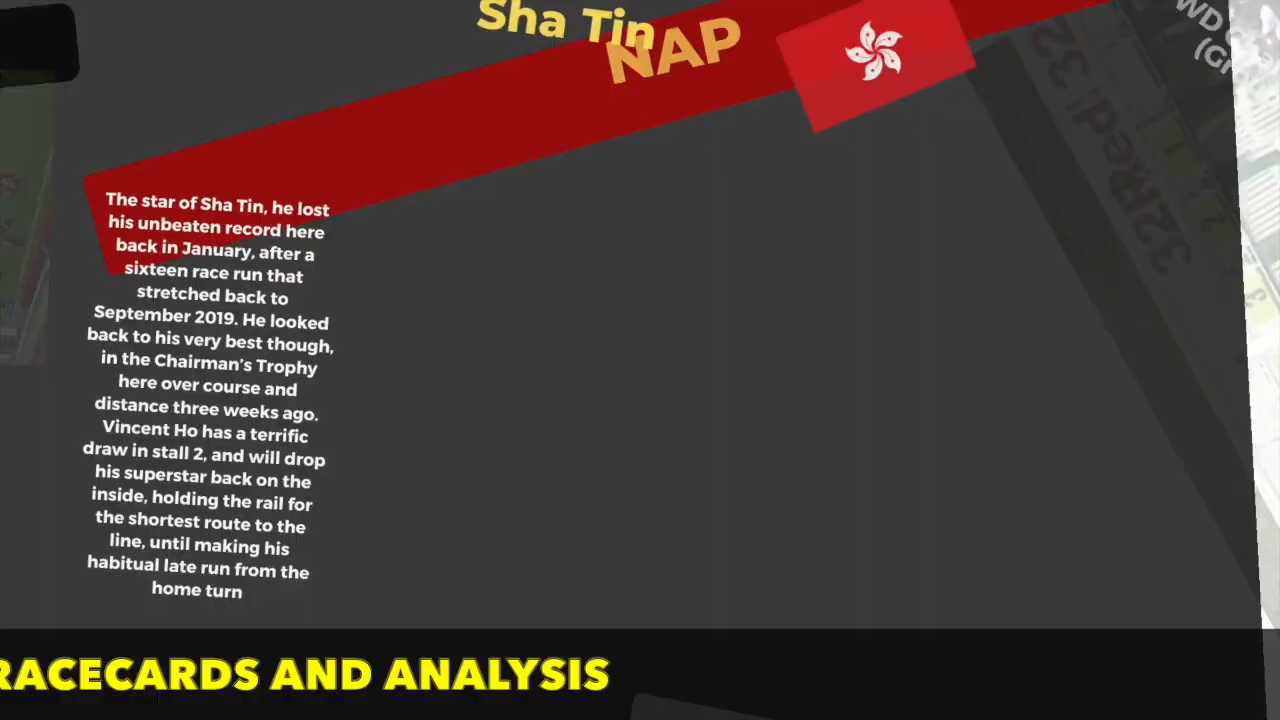 Sha Tin
NAP
WD
The star of Sha Tin, he lost
his unbeaten record here
back in January, after a
sixteen race run that
stretched back to
September 2019. He looked
back to his very best though,
in the Chairman's Trophy
here over course and
distance three weeks ago.
Vincent Ho has a terrific
draw in stall 2, and will drop
his superstar back on the
inside, holding the rail for
the shortest route to the
line, until making his
habitual late run from the
home turn
32Red
32
RACECARDS AND ANALYSIS